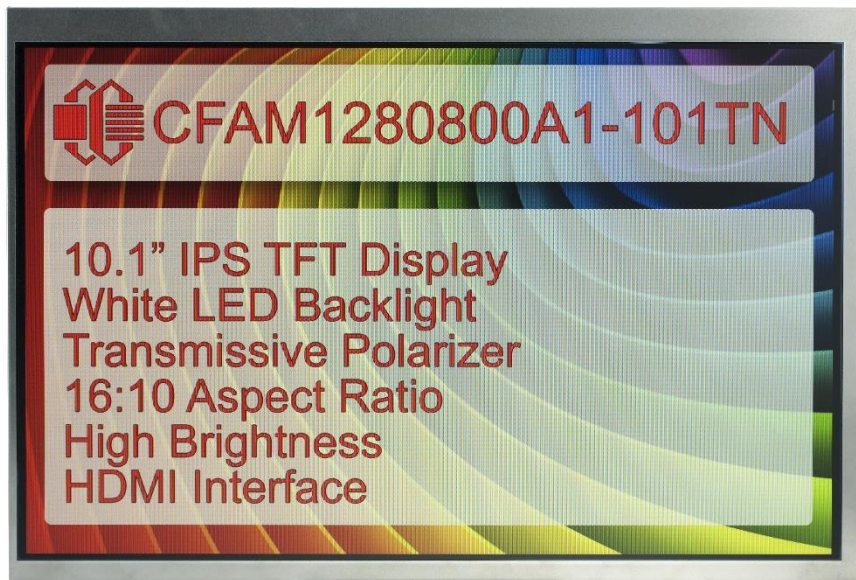 CFAM1280800A1-101TN
10.1” IPS TFT Display
White LED Backlight
Transmissive Polarizer
16:10 Aspect Ratio
High Brightness
HDMI Interface